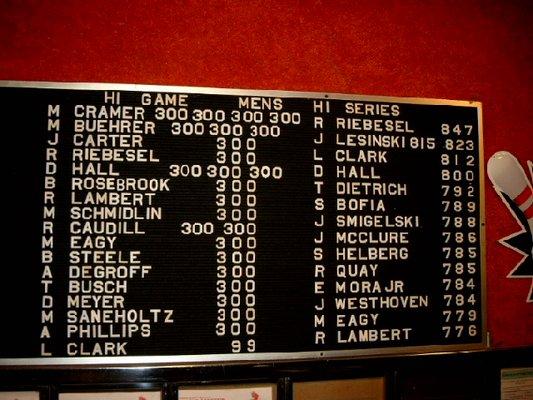 HI GAME MENS HI SERIES
M CRAMER 300 300 300 300
M BUEHRER 300 300 300
J CARTER 300
R RIEBESEL 300
D HALL 300 300 300
B ROSEBROOK 300
R LAMBERT 300
M SCHMIDLIN 300
R CAUDILL 300 300
M EAGY 300
B STEELE 300
A DEGROFF 300
T BUSCH 300
D MEYER 300
M SANEHOLTZ 300
A PHILLIPS 300
L CLARK 99
R RIEBESEL 847
J LESINSKI 815 823
L CLARK 812
D HALL 800
T DIETRICH 792
S BOFIA 789
J SMIGELSKI 788
J MCCLURE 786
S HELBERG 785
R QUAY 785
E MORA JR 784
J WESTHOVEN 784
M EAGY 779
R LAMBERT 776